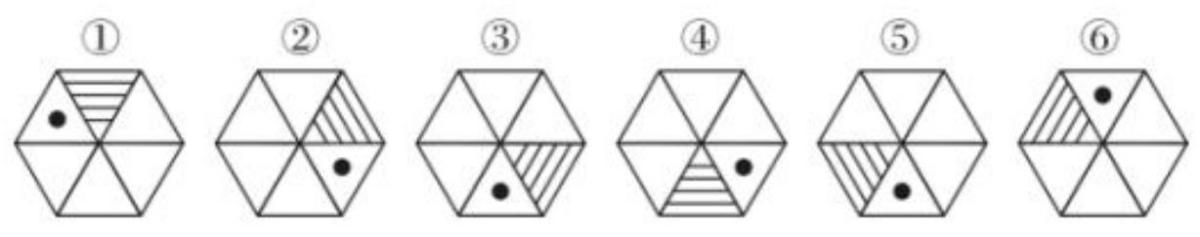 ① ② ③ ④ ⑤ ⑥